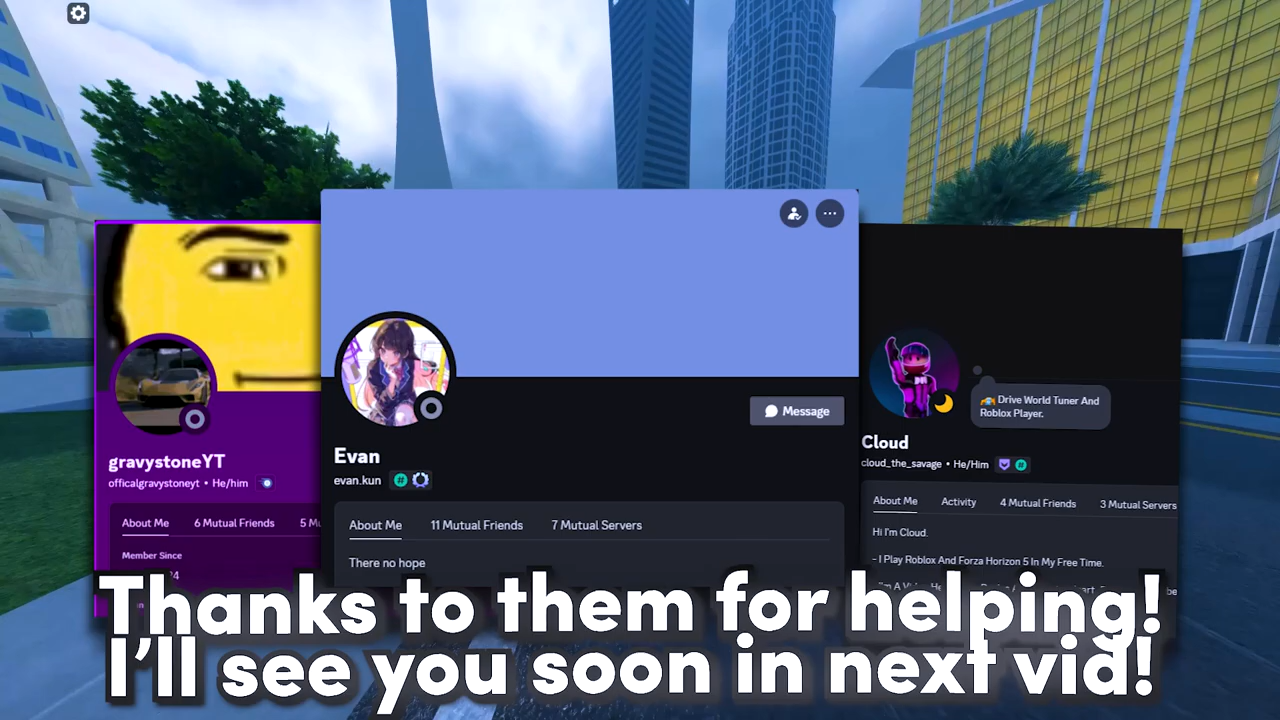 gravystoneYT
officalgravystoneyt • He/him
About Me
6 Mutual Friends
Member Since
Message
Evan
evan.kun
About Me
11 Mutual Friends
7 Mutual Servers
There no hope
Drive World Tuner And
Roblox Player.
Cloud
cloud_the_savage • He/Him
About Me
Activity
4 Mutual Friends
3 Mutual Servers
Hi I'm Cloud.
- I Play Roblox And Forza Horizon 5 In My Free Time.
Thanks to them for helping!
I'll see you soon in next vid!